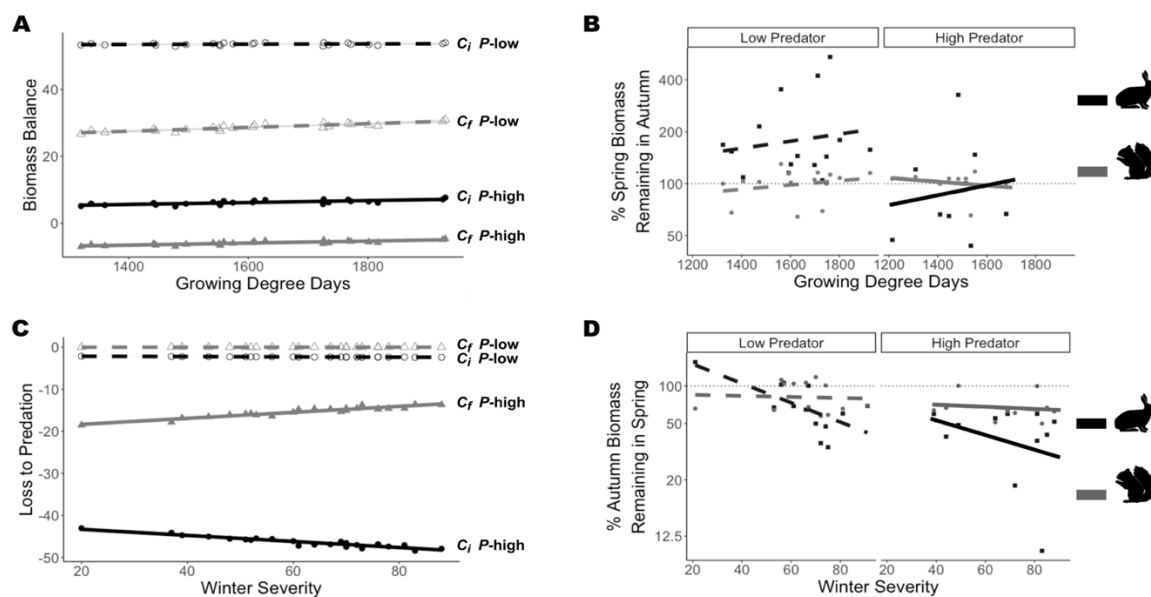 A
Biomass Balance
40
20
0
Cᵢ P-low
C_f P-low
Cᵢ P-high
C_f P-high
1400 1600 1800
Growing Degree Days
B
Low Predator High Predator
% Spring Biomass
Remaining in Autumn
400
200
100
50
1200 1400 1600 1800 1200 1400 1600 1800
Growing Degree Days
C
Loss to Predation
0
-10
-20
-30
-40
-50
C_f P-low
Cᵢ P-low
C_f P-high
Cᵢ P-high
20 40 60 80
Winter Severity
D
Low Predator High Predator
% Autumn Biomass
Remaining in Spring
100
50
20
12.5
20 40 60 80 20 40 60 80
Winter Severity